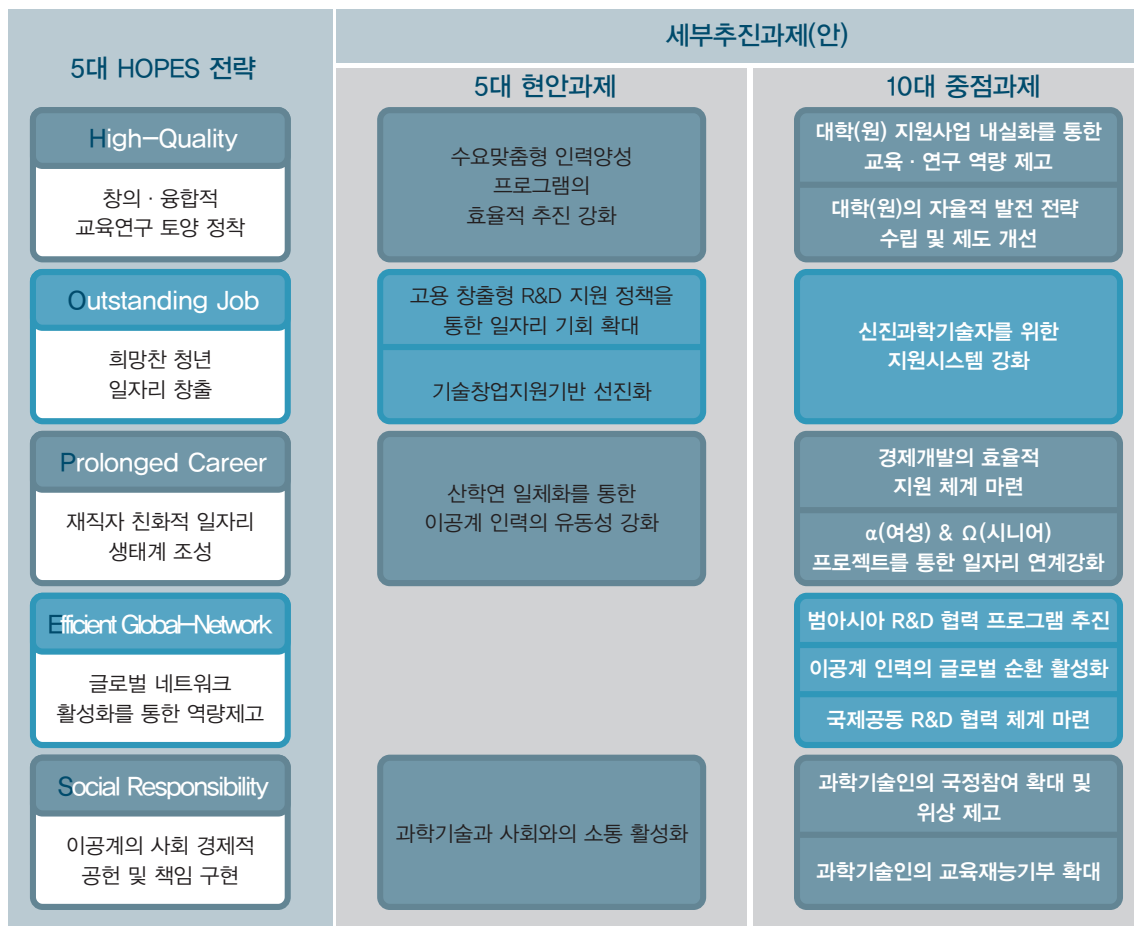 5대 HOPES 전략
세부추진과제(안)
5대 현안과제
10대 중점과제
High-Quality
창의 · 융합적
교육연구 토양 정착
수요맞춤형 인력양성
프로그램의
효율적 추진 강화
대학(원) 지원사업 내실화를 통한
교육 · 연구 역량 제고
대학(원)의 자율적 발전 전략
수립 및 제도 개선
Outstanding Job
희망찬 청년
일자리 창출
고용 창출형 R&D 지원 정책을
통한 일자리 기회 확대
기술창업지원기반 선진화
신진과학기술자를 위한
지원시스템 강화
Prolonged Career
재직자 친화적 일자리
생태계 조성
산학연 일체화를 통한
이공계 인력의 유동성 강화
경제개발의 효율적
지원 체계 마련
α(여성) & Ω(시니어)
프로젝트를 통한 일자리 연계강화
Efficient Global-Network
글로벌 네트워크
활성화를 통한 역량제고
범아시아 R&D 협력 프로그램 추진
이공계 인력의 글로벌 순환 활성화
국제공동 R&D 협력 체계 마련
Social Responsibility
이공계의 사회 경제적
공헌 및 책임 구현
과학기술과 사회와의 소통 활성화
과학기술인의 국정참여 확대 및
위상 제고
과학기술인의 교육재능기부 확대